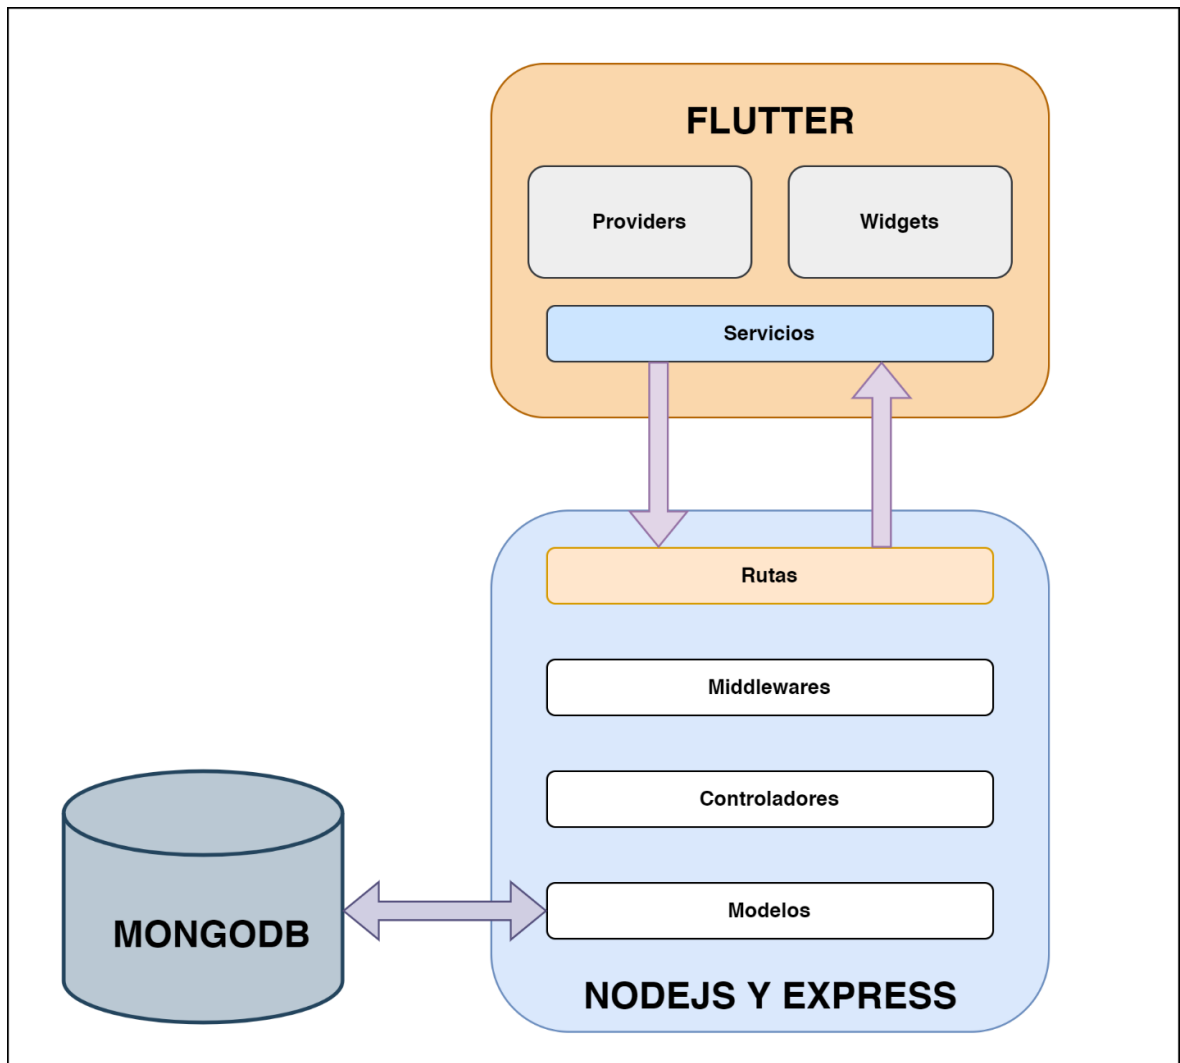 FLUTTER
Providers
Widgets
Servicios
Rutas
Middlewares
Controladores
Modelos
MONGODB
NODEJS Y EXPRESS